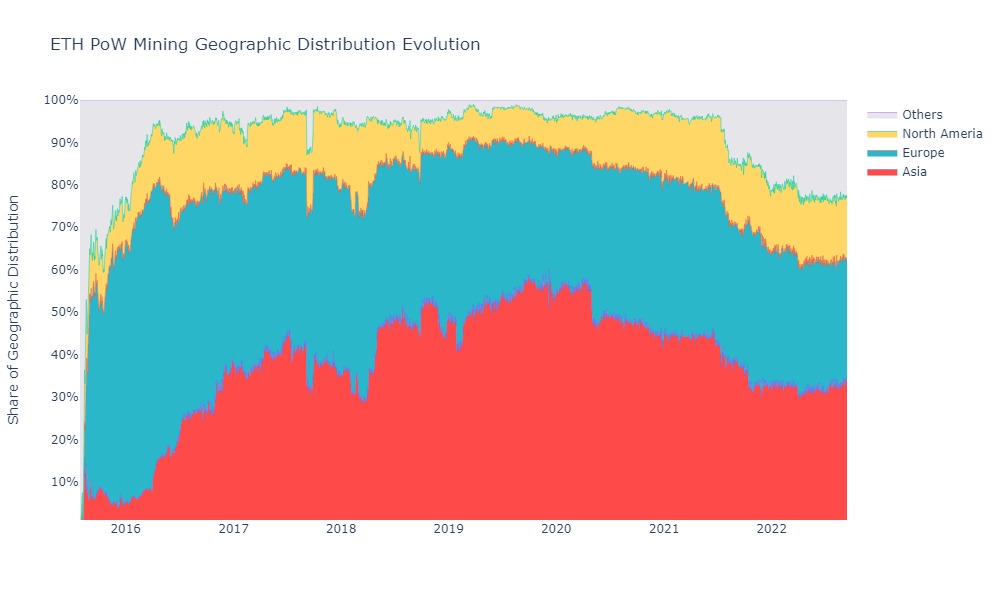 ETH PoW Mining Geographic Distribution Evolution
100%
90%
80%
70%
60%
50%
40%
30%
20%
10%
Share of Geographic Distribution
2016
2017
2018
2019
2020
2021
2022
Others
North Ameria
Europe
Asia